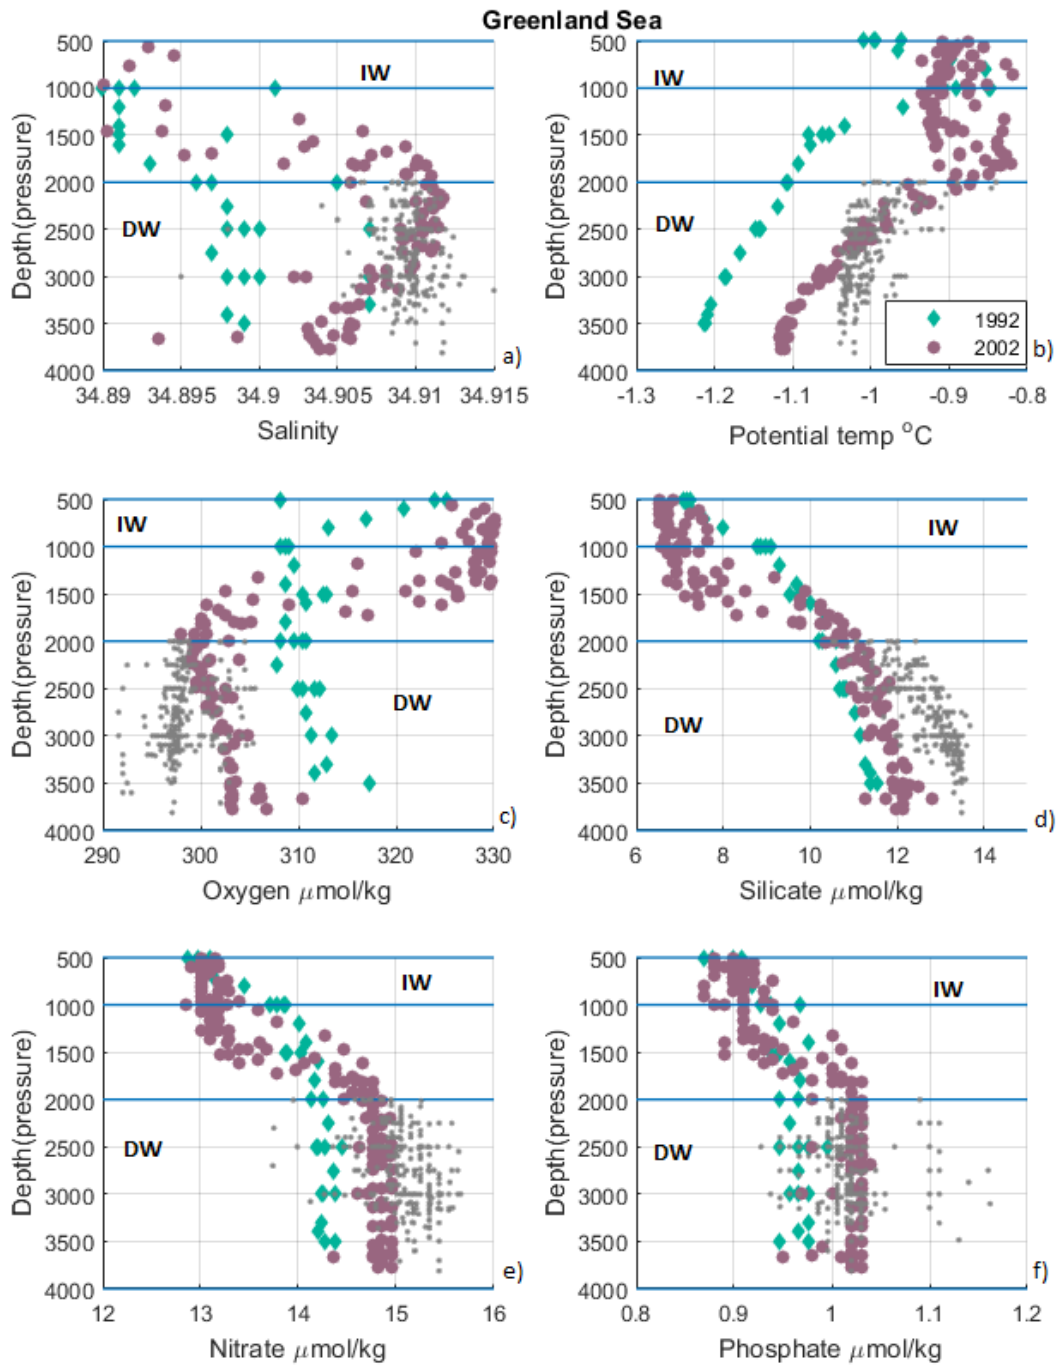 Greenland Sea
500
1000
1500
2000
2500
3000
3500
4000
Depth(pressure)
IW
DW
a)
34.89 34.895 34.9 34.905 34.91 34.915
Salinity
500
1000
1500
2000
2500
3000
3500
4000
Depth(pressure)
IW
DW
1992
2002
b)
-1.3 -1.2 -1.1 -1 -0.9 -0.8
Potential temp °C
500
1000
1500
2000
2500
3000
3500
4000
Depth(pressure)
IW
DW
c)
290 300 310 320 330
Oxygen μmol/kg
500
1000
1500
2000
2500
3000
3500
4000
Depth(pressure)
IW
DW
d)
6 8 10 12 14
Silicate μmol/kg
500
1000
1500
2000
2500
3000
3500
4000
Depth(pressure)
IW
DW
e)
12 13 14 15 16
Nitrate μmol/kg
500
1000
1500
2000
2500
3000
3500
4000
Depth(pressure)
IW
DW
f)
0.8 0.9 1 1.1 1.2
Phosphate μmol/kg